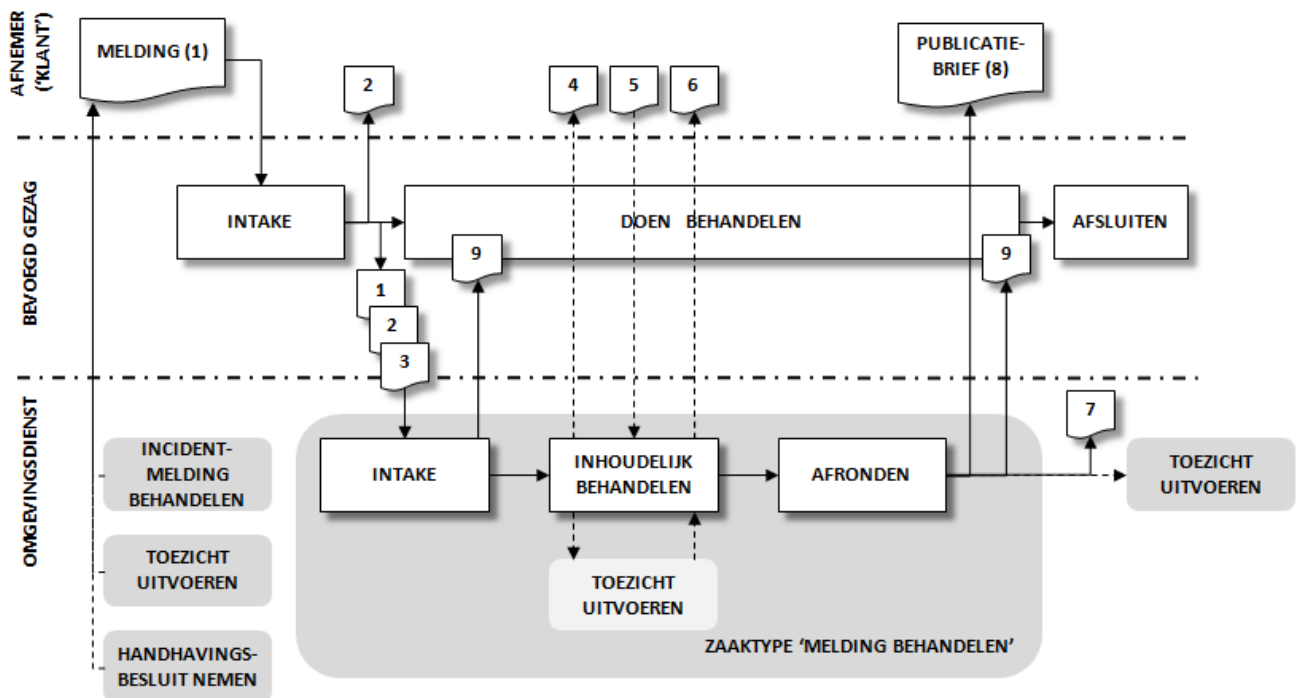 AFNEMER
('KLANT')
MELDING (1)
2
4
5
6
PUBLICATIE-
BRIEF (8)
BEVOEGD GEZAG
INTAKE
DOEN BEHANDELEN
AFSLUITEN
9
9
1
2
3
OMGEVINGSDIENST
INCIDENT-
MELDING
BEHANDELEN
TOEZICHT
UITVOEREN
HANDHAVINGS-
BESLUIT NEMEN
INTAKE
INHOUDELIJK
BEHANDELEN
AFRONDEN
7
TOEZICHT
UITVOEREN
TOEZICHT
UITVOEREN
ZAAKTYPE 'MELDING BEHANDELEN'